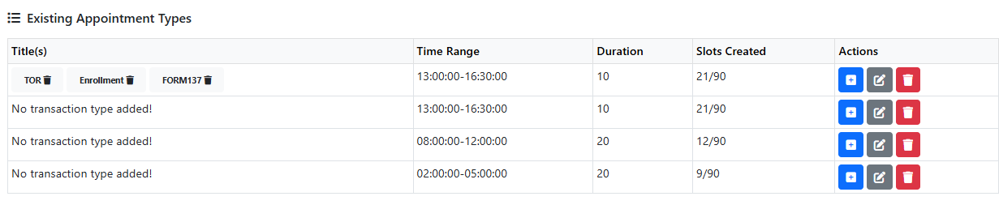 Existing Appointment Types
Title(s) Time Range Duration Slots Created Actions
TOR Enrollment FORM137 13:00:00-16:30:00 10 21/90
No transaction type added! 13:00:00-16:30:00 10 21/90
No transaction type added! 08:00:00-12:00:00 20 12/90
No transaction type added! 02:00:00-05:00:00 20 9/90